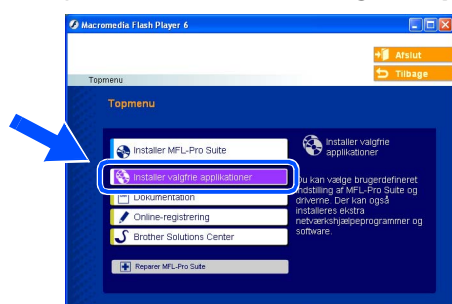 Macromedia Flash Player 6
Afslut
Tilbage
Topmenu
Topmenu
Installer MFL-Pro Suite
Installer valgfrie applikationer
Dokumentation
Online-registrering
Brother Solutions Center
Reparer MFL-Pro Suite
Installer valgfrie
applikationer
Du kan vælge brugerdefineret
indstilling af MFL-Pro Suite og
driverne. Der kan også
installeres ekstra
netværkshjælpeprogrammer og
software.